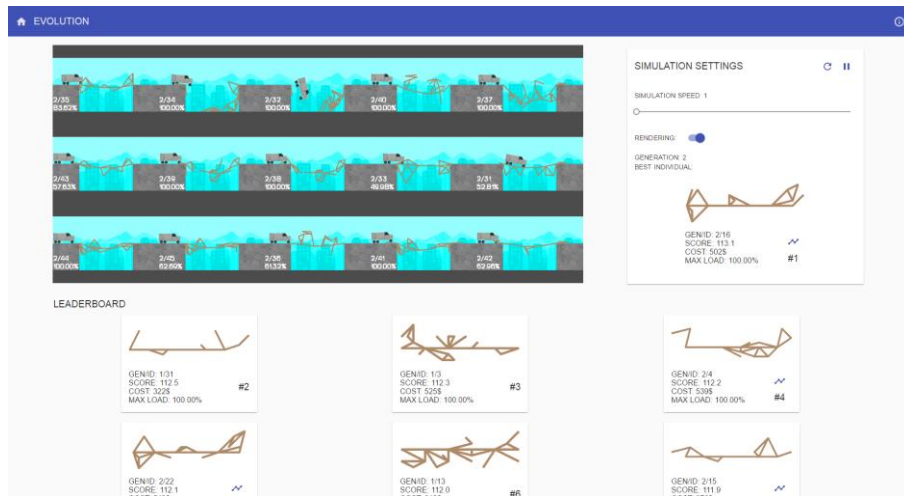 EVOLUTION
2/35
83.62%
2/34
100.00%
2/32
100.00%
2/40
100.00%
2/37
100.00%
2/43
57.63%
2/39
100.00%
2/38
100.00%
2/33
49.98%
2/31
52.81%
2/44
100.00%
2/45
62.69%
2/36
61.32%
2/41
100.00%
2/42
62.98%
SIMULATION SETTINGS
SIMULATION SPEED: 1
RENDERING:
GENERATION: 2
BEST INDIVIDUAL:
GEN/ID: 2/16
SCORE: 113.1
COST: 502$
MAX LOAD: 100.00%
#1
LEADERBOARD
GEN/ID: 1/31
SCORE: 112.5
COST: 322$
MAX LOAD: 100.00%
#2
GEN/ID: 1/3
SCORE: 112.3
COST: 525$
MAX LOAD: 100.00%
#3
GEN/ID: 2/4
SCORE: 112.2
COST: 539$
MAX LOAD: 100.00%
#4
GEN/ID: 2/22
SCORE: 112.1
GEN/ID: 1/13
SCORE: 112.0
#6
GEN/ID: 2/15
SCORE: 111.9